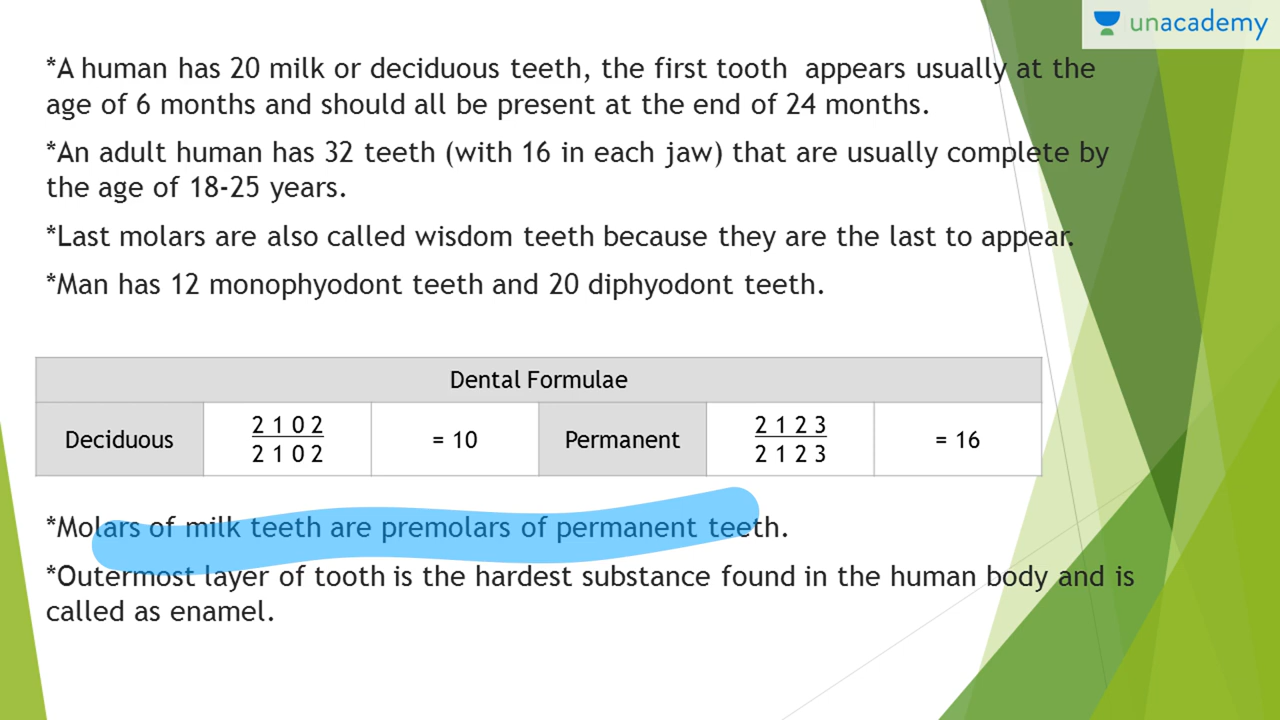 unacademy
*A human has 20 milk or deciduous teeth, the first tooth appears usually at the
age of 6 months and should all be present at the end of 24 months.
*An adult human has 32 teeth (with 16 in each jaw) that are usually complete by
the age of 18-25 years.
*Last molars are also called wisdom teeth because they are the last to appear.
*Man has 12 monophyodont teeth and 20 diphyodont teeth.
Dental Formulae
Deciduous
2 1 0 2
2 1 0 2
= 10
Permanent
2 1 2 3
2 1 2 3
= 16
*Molars of milk teeth are premolars of permanent teeth.
*Outermost layer of tooth is the hardest substance found in the human body and is
called as enamel.